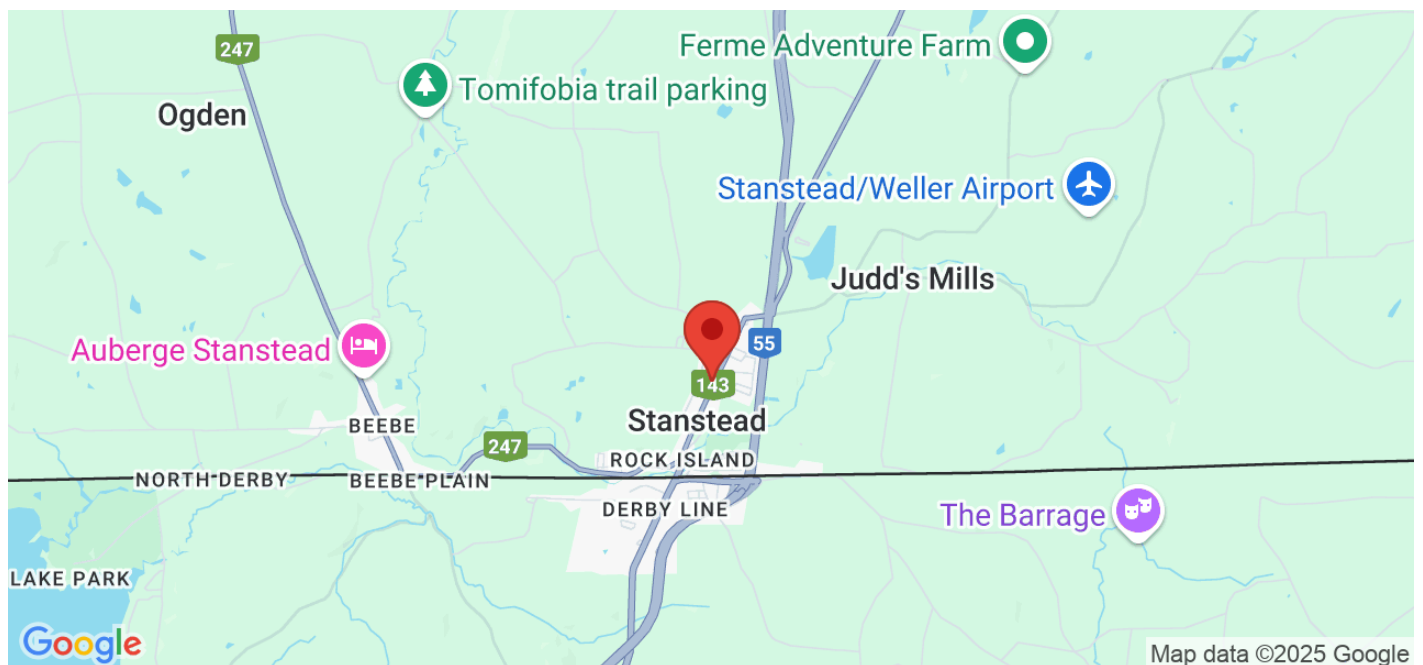 247
Ferme Adventure Farm
Tomifobia trail parking
Ogden
Stanstead/Weller Airport
Judd's Mills
55
Auberge Stanstead
143
Stanstead
BEEBE
247
ROCK ISLAND
NORTH DERBY
BEEBE PLAIN
DERBY LINE
The Barrage
LAKE PARK
Google
Map data ©2025 Google